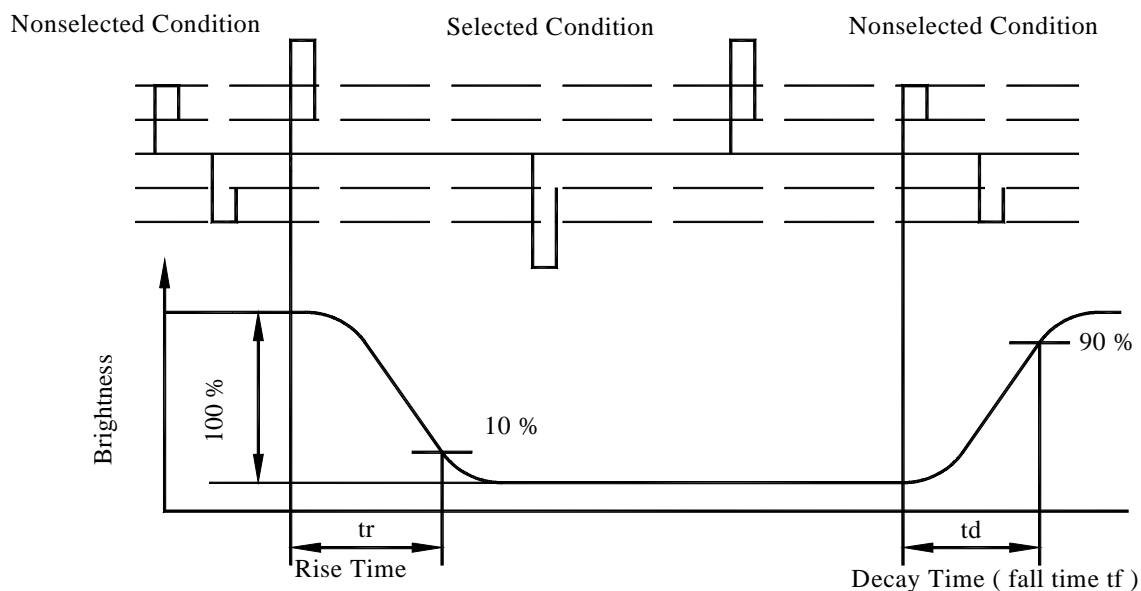 Nonselected Condition
Selected Condition
Nonselected Condition
Brightness
100 %
10 %
90 %
tr
Rise Time
td
Decay Time ( fall time tf )